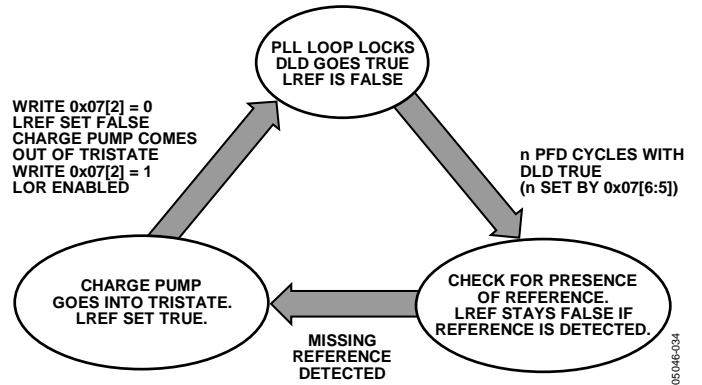 PLL LOOP LOCKS
DLD GOES TRUE
LREF IS FALSE
WRITE 0x07[2] = 0
LREF SET FALSE
CHARGE PUMP COMES
OUT OF TRISTATE
WRITE 0x07[2] = 1
LOR ENABLED
n PFD CYCLES WITH
DLD TRUE
(n SET BY 0x07[6:5])
CHARGE PUMP
GOES INTO TRISTATE.
LREF SET TRUE.
CHECK FOR PRESENCE
OF REFERENCE.
LREF STAYS FALSE IF
REFERENCE IS DETECTED.
MISSING
REFERENCE
DETECTED
05046-034